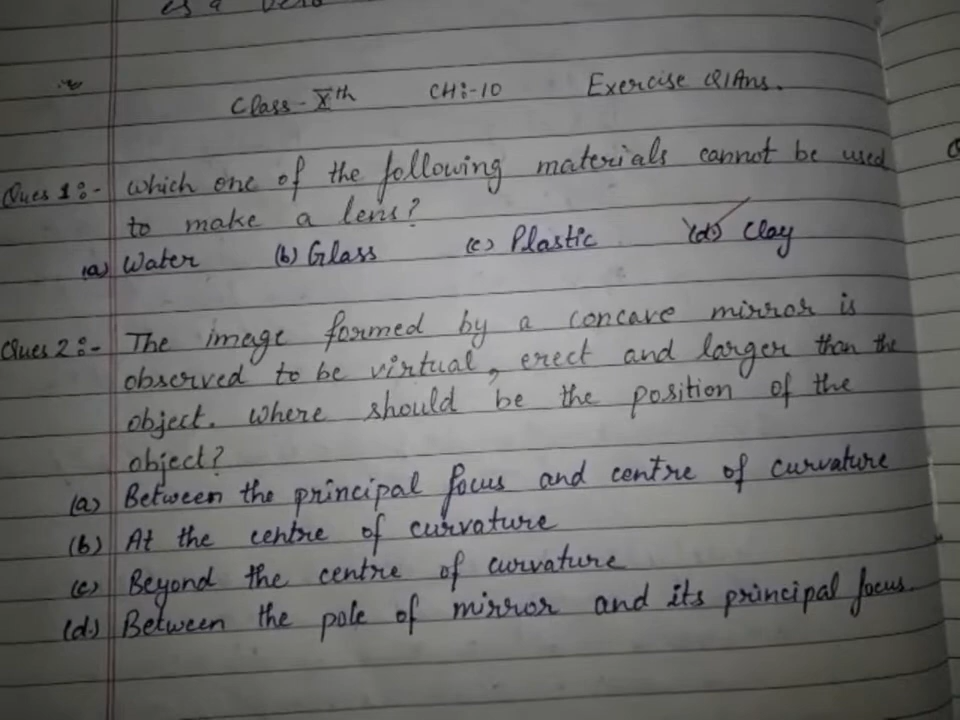 is a
Class - Xth CH:-10 Exercise Q/Ans.
Ques 1:- Which one of the following materials cannot be used
to make a lens?
(a) Water (b) Glass (c) Plastic (d) Clay
Ques 2:- The image formed by a concave mirror is
observed to be virtual, erect and larger than the
object. Where should be the position of the
object?
(a) Between the principal focus and centre of curvature
(b) At the centre of curvature
(c) Beyond the centre of curvature
(d.) Between the pole of mirror and its principal focus.